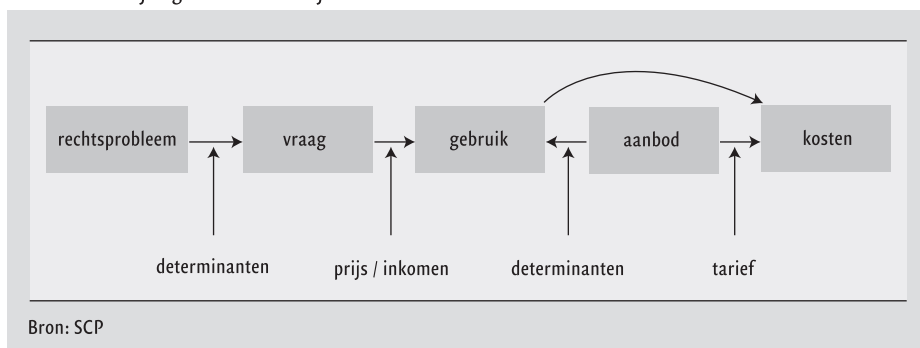 rechtsprobleem
vraag
gebruik
aanbod
kosten
determinanten
prijs / inkomen
determinanten
tarief
Bron: SCP